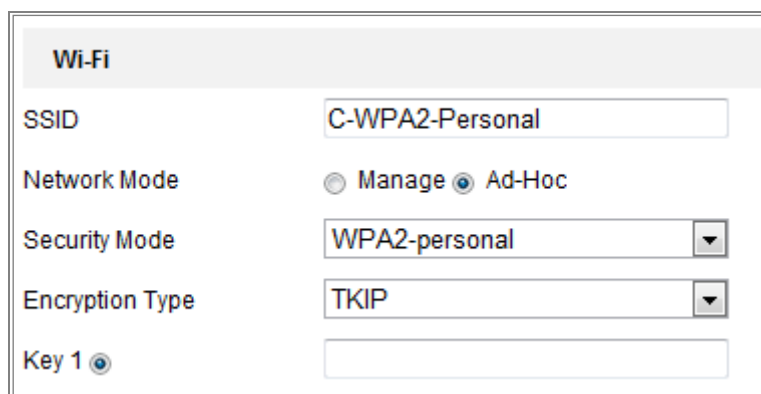 Wi-Fi
SSID C-WPA2-Personal
Network Mode Manage Ad-Hoc
Security Mode WPA2-personal
Encryption Type TKIP
Key 1